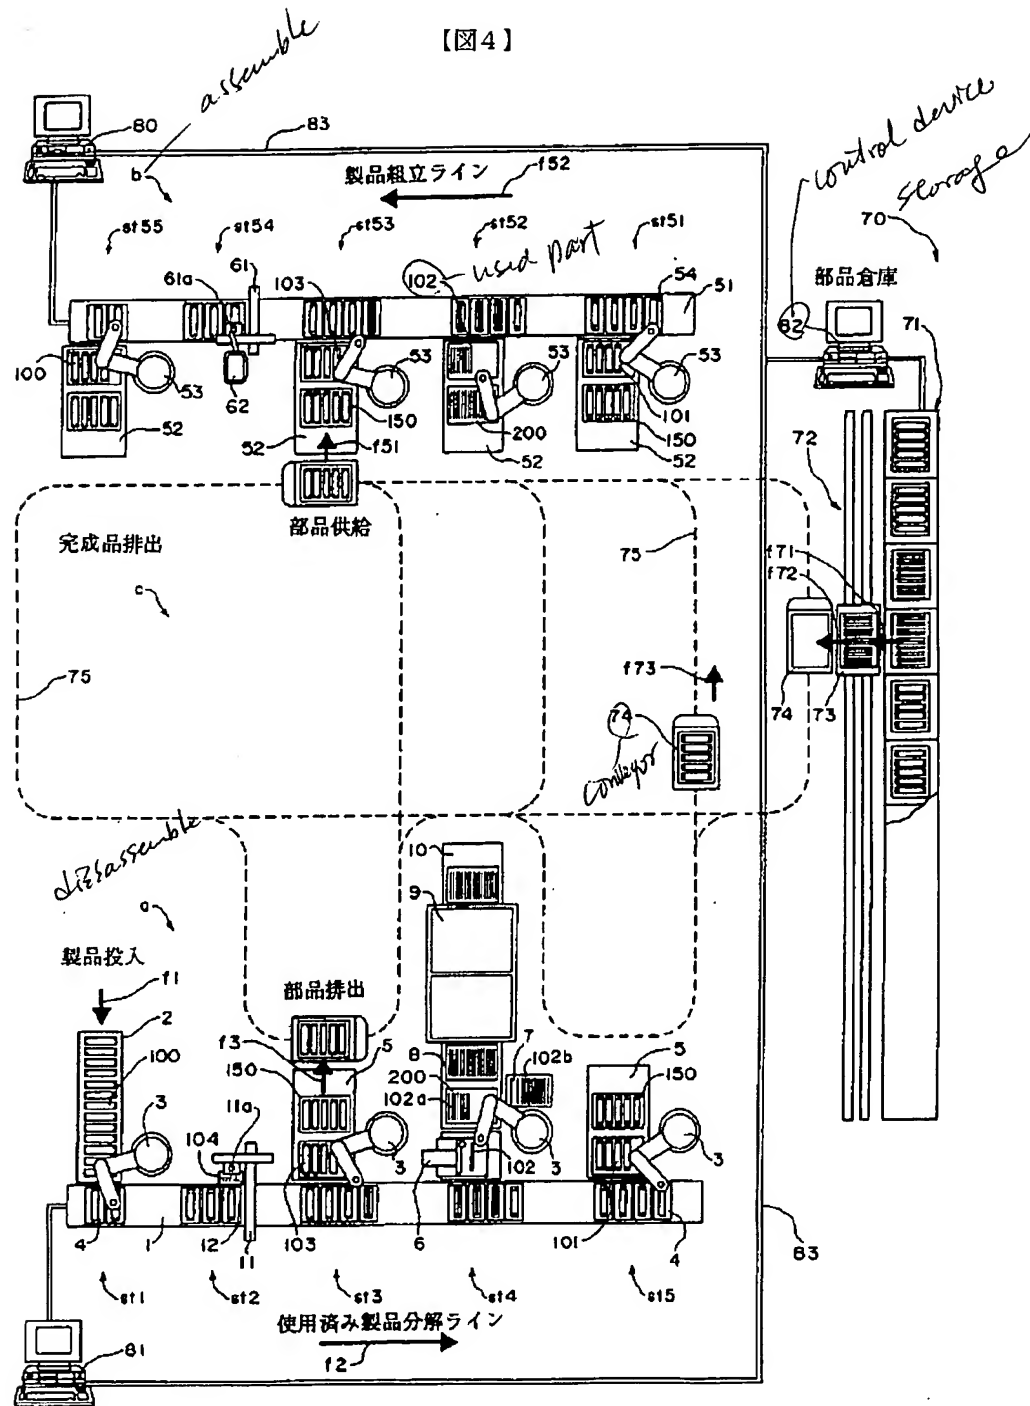 【図4】
assemble
80
83
b
製品組立ライン
f52
control device
storage
70
st55
st54
st53
st52
st51
used part
部品倉庫
61a
61
103
102
54
51
82
71
100
53
62
53
53
53
150
101
52
52
f51
200
52
150
52
72
部品供給
完成品排出
75
f71
f72
c
75
f73
74
74
73
conveyor
disassemble
10
9
a
製品投入
f1
部品排出
2
f3
5
8
7
102b
5
100
150
200
150
11a
102a
3
104
3
3
102
3
4
1
12
11
103
6
101
4
83
st1
st2
st3
st4
st5
使用済み製品分解ライン
f2
81